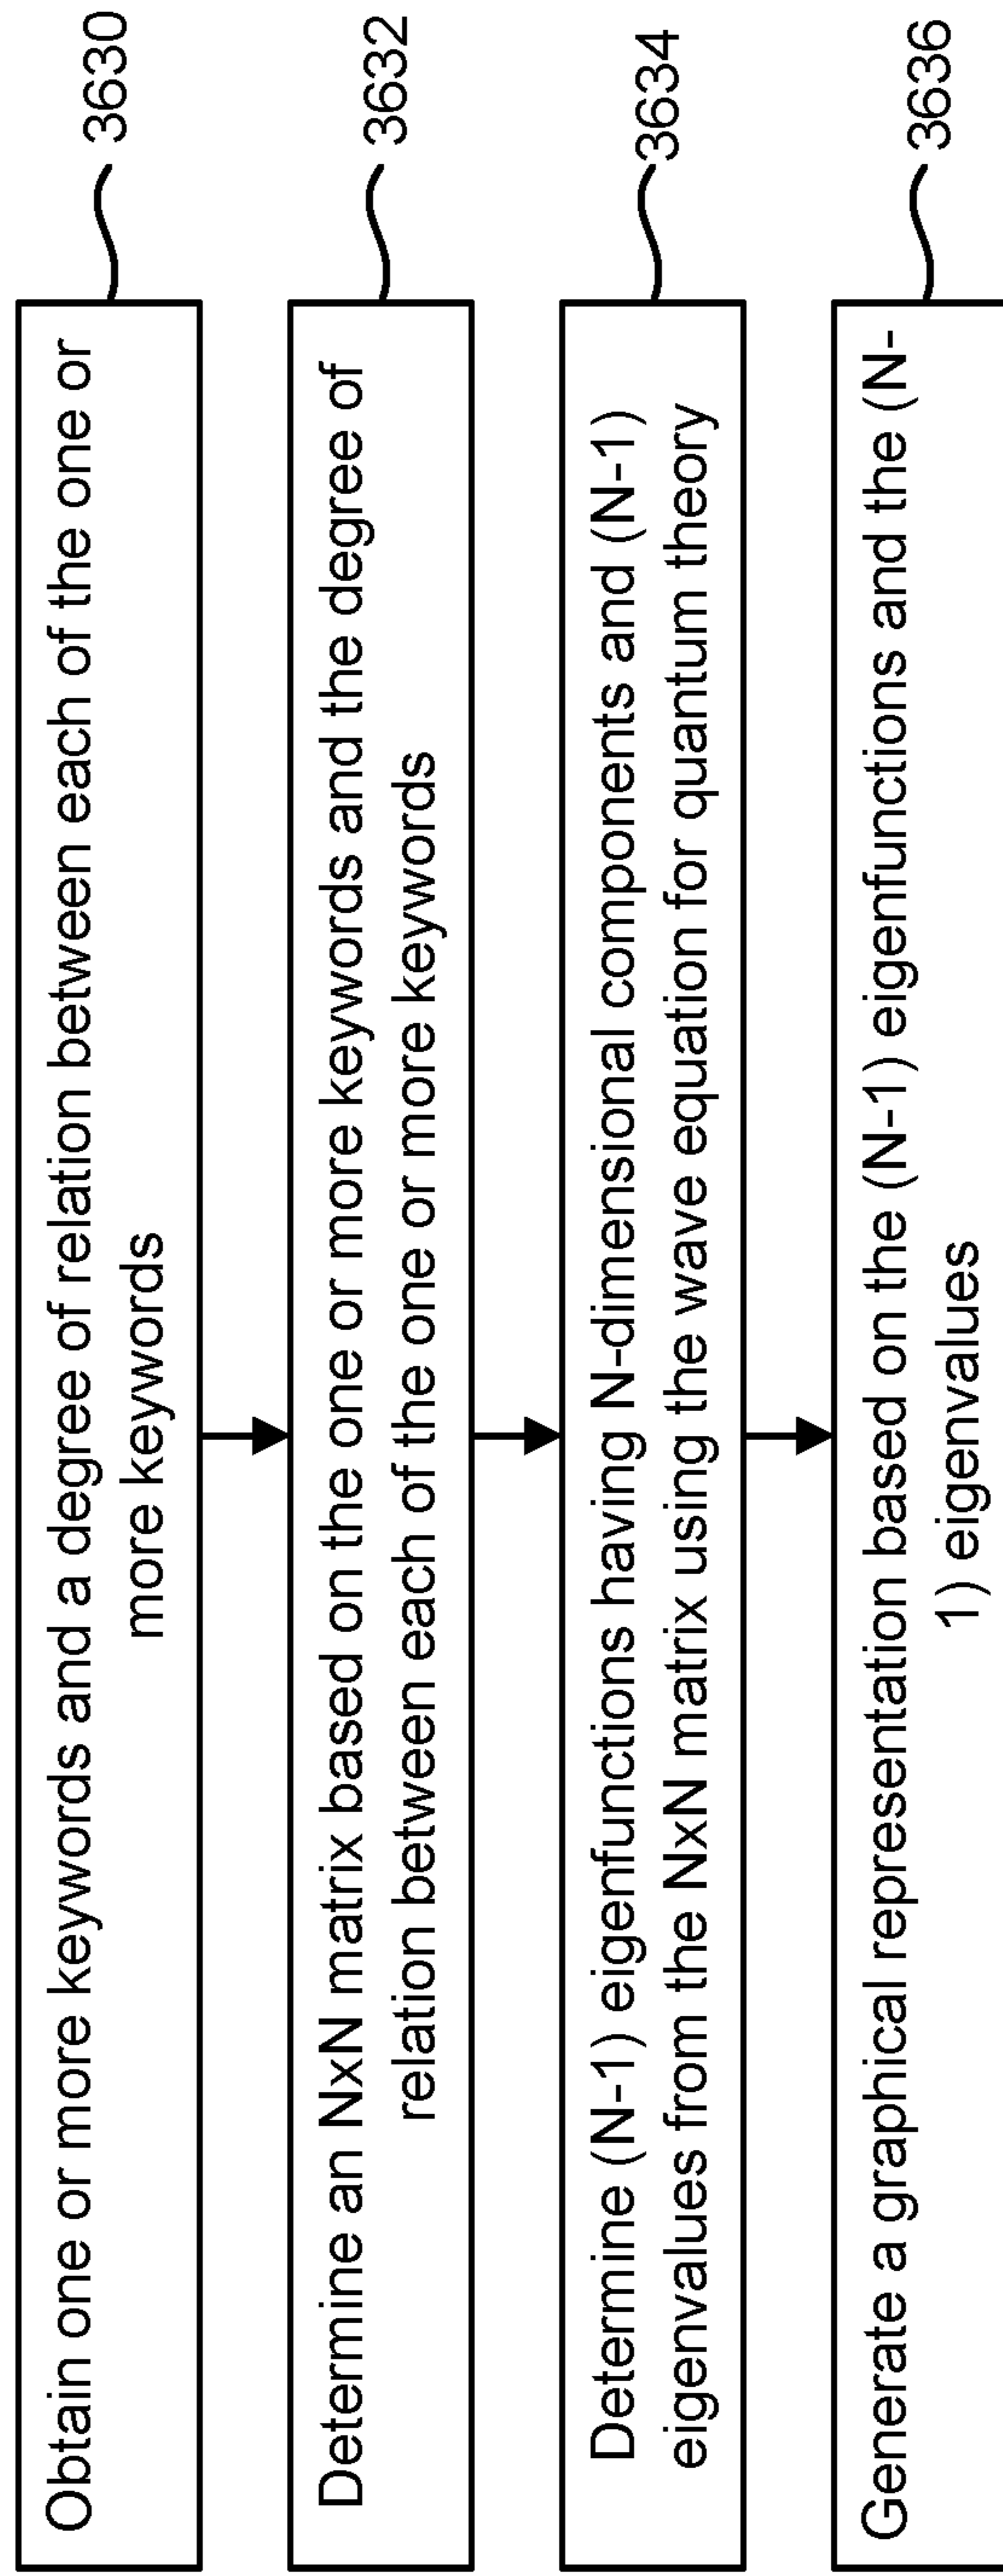 Obtain one or more keywords and a degree of relation between each of the one or
more keywords
3630
Determine an NxN matrix based on the one or more keywords and the degree of
relation between each of the one or more keywords
3632
Determine (N-1) eigenfunctions having N-dimensional components and (N-1)
eigenvalues from the NxN matrix using the wave equation for quantum theory
3634
Generate a graphical representation based on the (N-1) eigenfunctions and the (N-
1) eigenvalues
3636